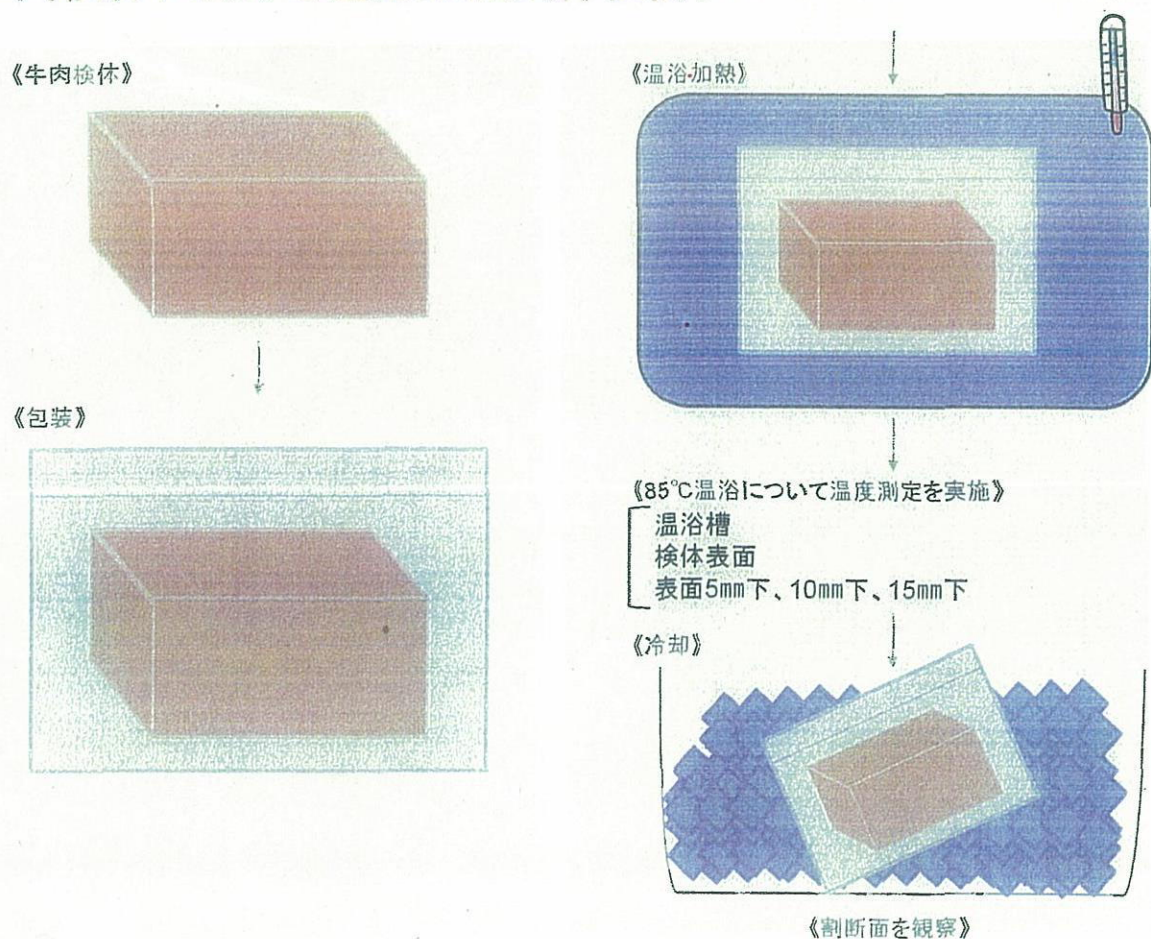 《牛肉検体》
《包装》
《温浴加熱》
《85℃温浴について温度測定を実施》
温浴槽
検体表面
表面5mm下、10mm下、15mm下
《冷却》
《割断面を観察》